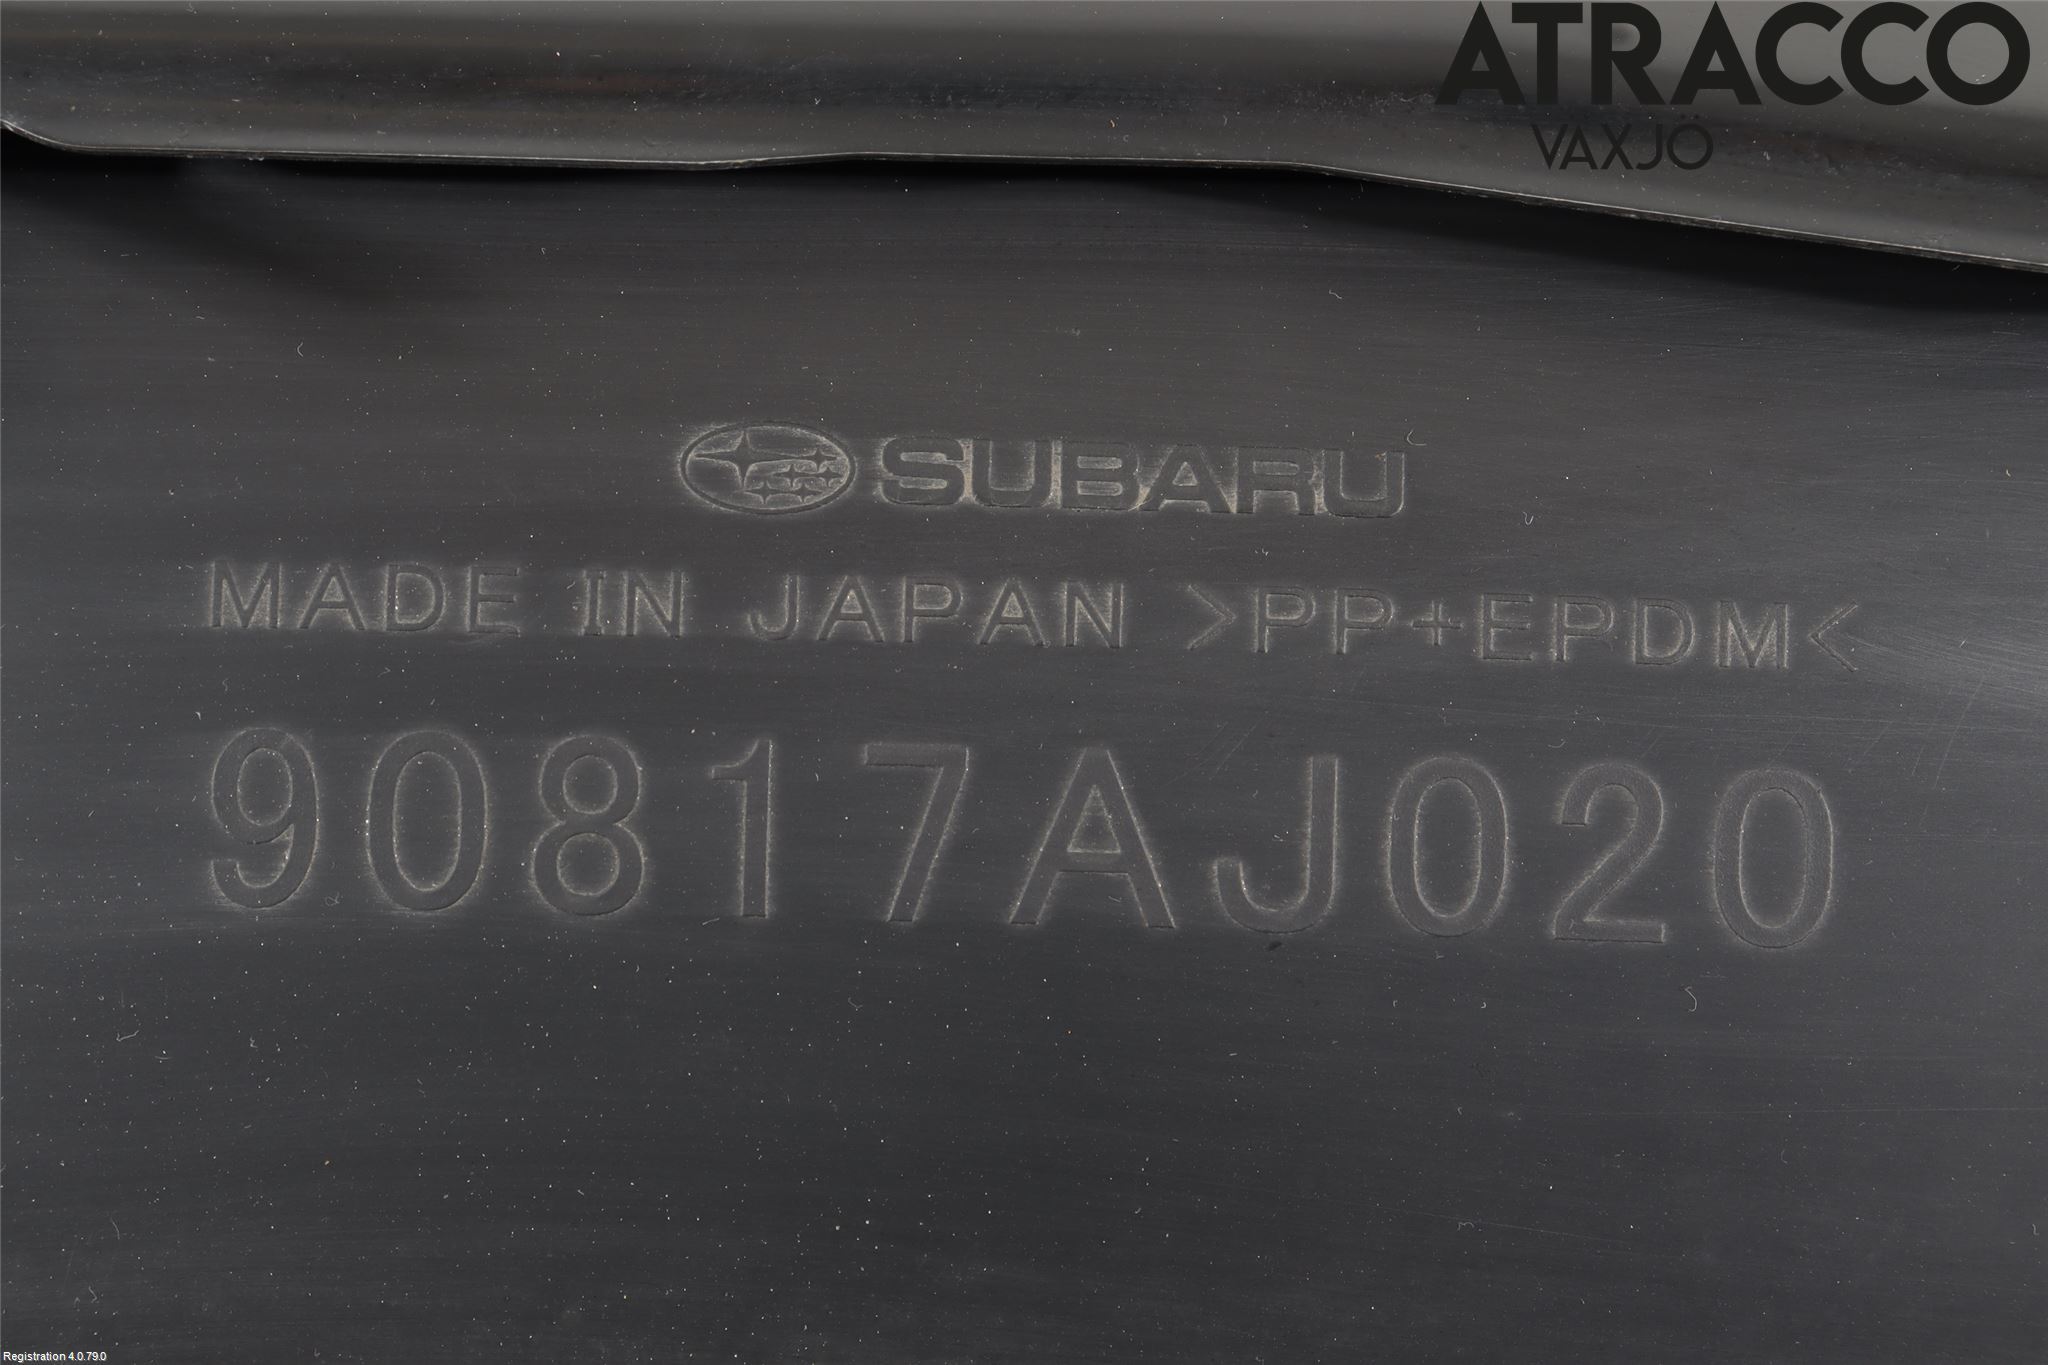 ATRACCO
VAXJÖ
SUBARU
MADE IN JAPAN >PP+EPDM<
90817AJ020
Registration 4.0.79.0